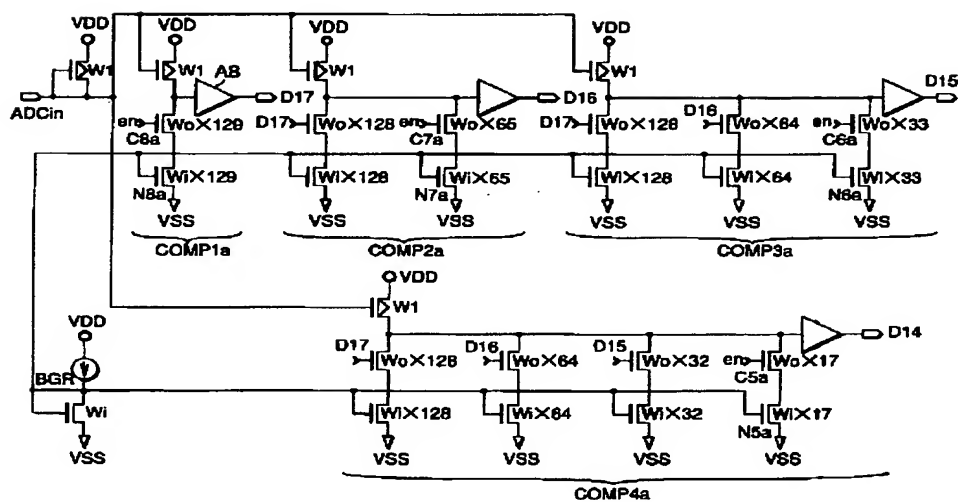 VDD VDD VDD VDD
W1 W1 AB W1 W1 D15
ADCin D17 D16
en Wo×129 D17 Wo×128 en Wo×65 D17 Wo×128 D16 Wo×64 en Wo×33
C8a C7a C6a
Wi×129 Wi×128 Wi×65 Wi×128 Wi×64 Wi×33
N8a N7a N6a
VSS VSS VSS VSS VSS VSS
COMP1a COMP2a COMP3a
VDD
W1
VDD D14
D17 Wo×128 D16 Wo×64 D15 Wo×32 en Wo×17
BGR C5a
Wi Wi×128 Wi×64 Wi×32 Wi×17
N5a
VSS VSS VSS VSS VSS
COMP4a